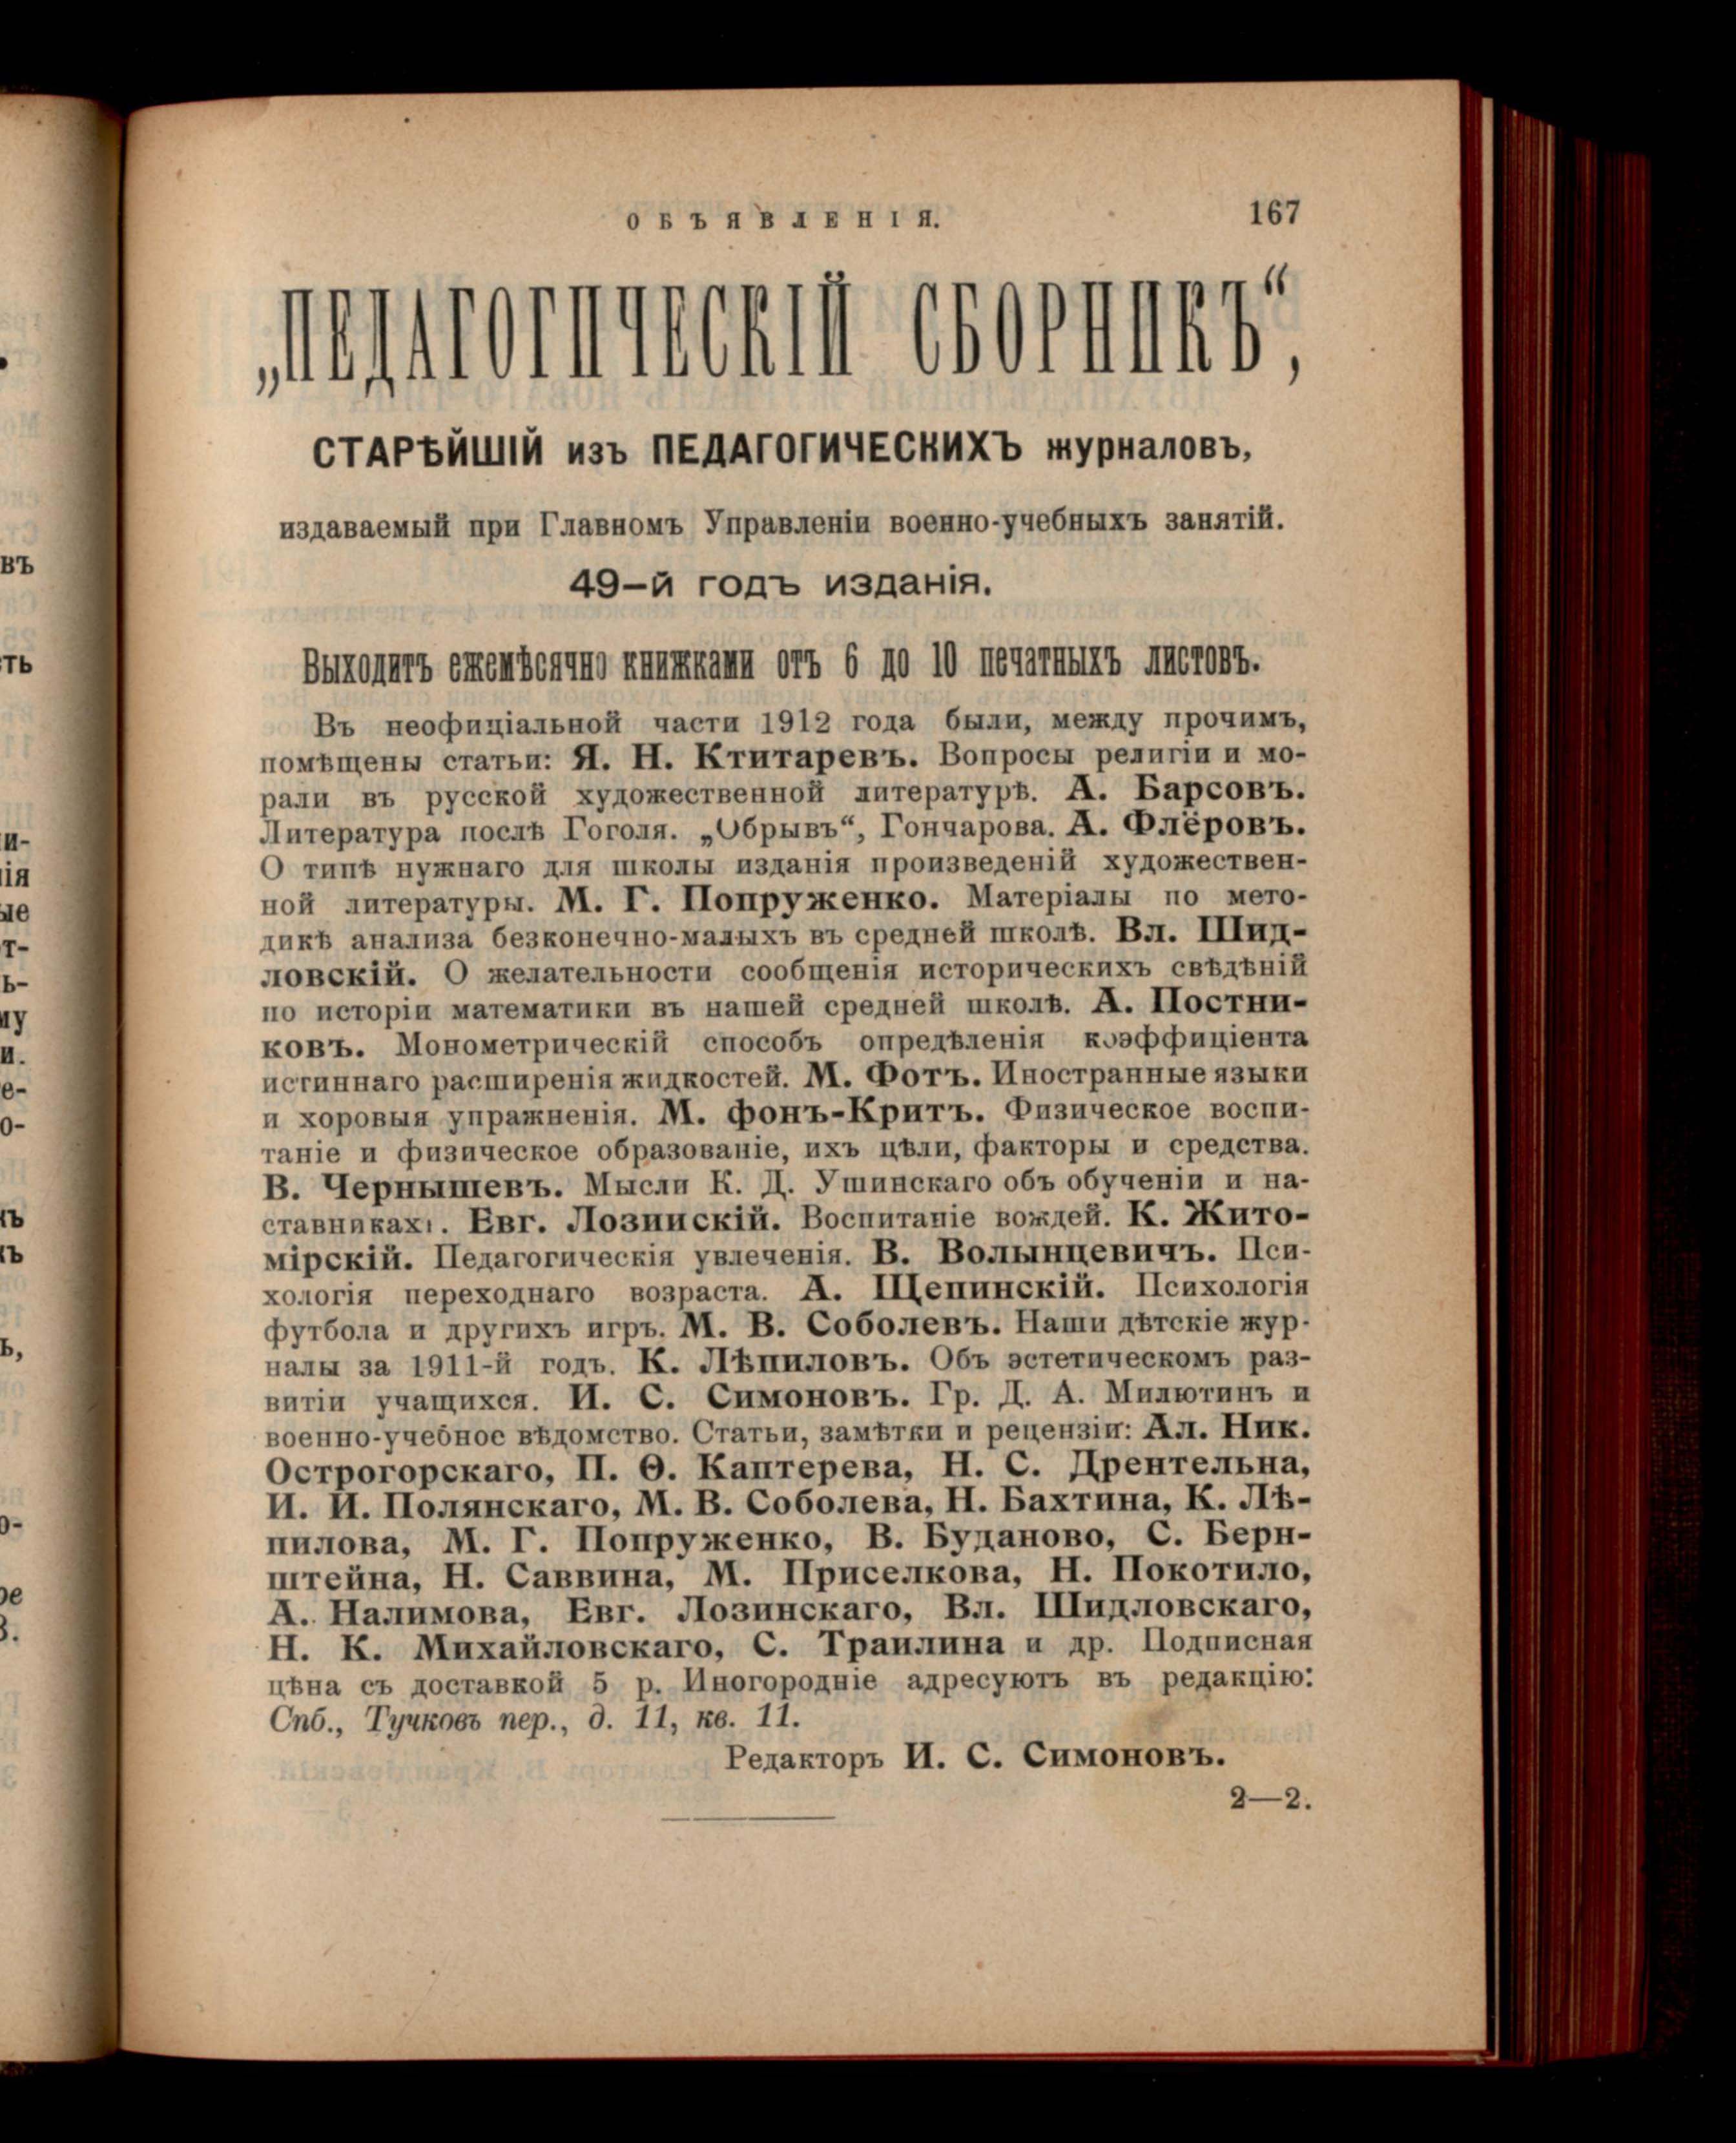 ОБЪЯВЛЕНІЯ. 167
„ПЕДАГОГИЧЕСКІЙ СБОРНИКЪ“,
СТАРѢЙШІЙ изъ ПЕДАГОГИЧЕСКИХЪ журналовъ,
издаваемый при Главномъ Управленіи военно-учебныхъ занятій.
49-й годъ изданія.
Выходитъ ежемѣсячно книжками отъ 6 до 10 печатныхъ листовъ.
Въ неофиціальной части 1912 года были, между прочимъ,
помѣщены статьи: Я. Н. Ктитаревъ. Вопросы религіи и мо-
рали въ русской художественной литературѣ. А. Барсовъ.
Литература послѣ Гоголя. „Обрывъ“, Гончарова. А. Флёровъ.
О типѣ нужнаго для школы изданія произведеній художествен-
ной литературы. М. Г. Попруженко. Матеріалы по мето-
дикѣ анализа безконечно-малыхъ въ средней школѣ. Вл. Шид-
ловскій. О желательности сообщенія историческихъ свѣдѣній
по исторіи математики въ нашей средней школѣ. А. Постни-
ковъ. Монометрическій способъ опредѣленія коэффиціента
истиннаго расширенія жидкостей. М. Фотъ. Иностранные языки
и хоровыя упражненія. М. фонъ-Критъ. Физическое воспи-
таніе и физическое образованіе, ихъ цѣли, факторы и средства.
В. Чернышевъ. Мысли К. Д. Ушинскаго объ обученіи и на-
ставникахъ. Евг. Лозинскій. Воспитаніе вождей. К. Жито-
мірскій. Педагогическія увлеченія. В. Волынцевичъ. Пси-
хологія переходнаго возраста. А. Щепинскій. Психологія
футбола и другихъ игръ. М. В. Соболевъ. Наши дѣтскіе жур-
налы за 1911-й годъ. К. Лѣпиловъ. Объ эстетическомъ раз-
витіи учащихся. И. С. Симоновъ. Гр. Д. А. Милютинъ и
военно-учебное вѣдомство. Статьи, замѣтки и рецензіи: Ал. Ник.
Острогорскаго, П. Ѳ. Каптерева, Н. С. Дрентельна,
И. И. Полянскаго, М. В. Соболева, Н. Бахтина, К. Лѣ-
пилова, М. Г. Попруженко, В. Буданово, С. Берн-
штейна, Н. Саввина, М. Приселкова, Н. Покотило,
А. Налимова, Евг. Лозинскаго, Вл. Шидловскаго,
Н. К. Михайловскаго, С. Траилина и др. Подписная
цѣна съ доставкой 5 р. Иногородніе адресуютъ въ редакцію:
Спб., Тучковъ пер., д. 11, кв. 11.
Редакторъ И. С. Симоновъ.
2—2.